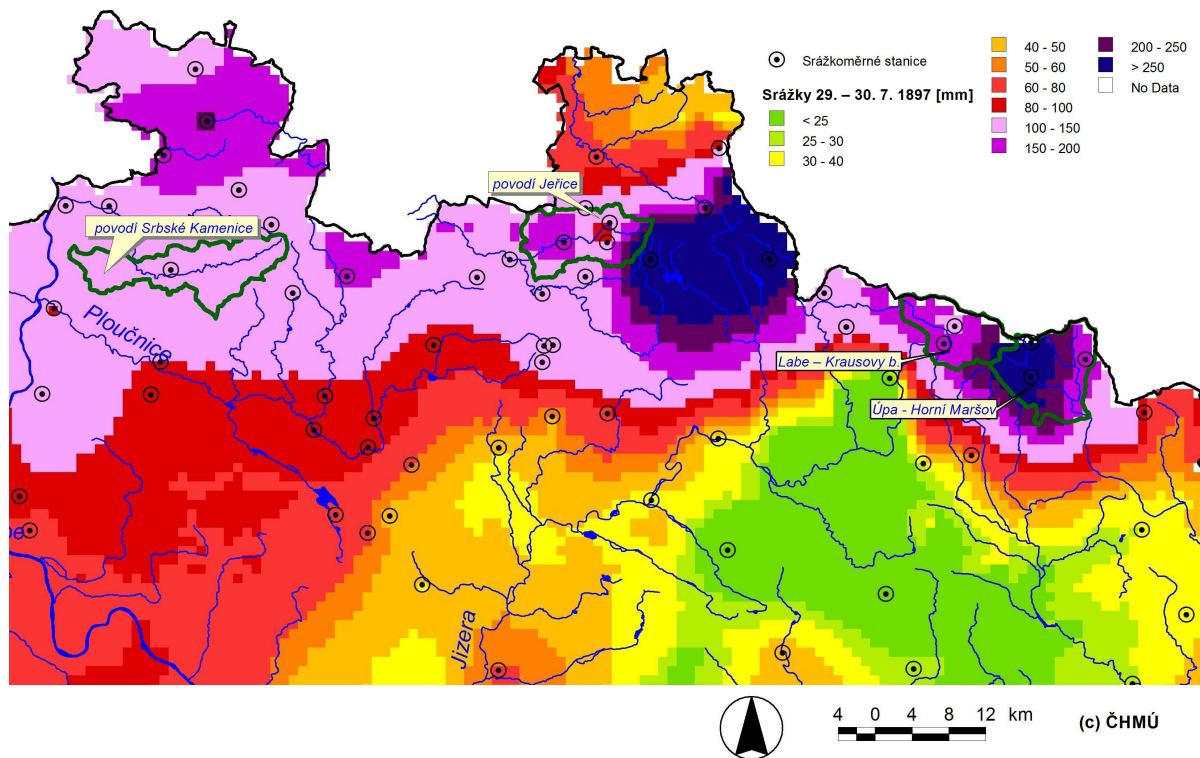 Srážkoměrné stanice
Srážky 29. – 30. 7. 1897 [mm]
< 25
25 - 30
30 - 40
40 - 50
50 - 60
60 - 80
80 - 100
100 - 150
150 - 200
200 - 250
> 250
No Data
povodí Jeřice
povodí Srbské Kamenice
Ploučnice
Labe – Krausovy b.
Úpa - Horní Maršov
be
Jizera
4 0 4 8 12 km
(c) ČHMÚ